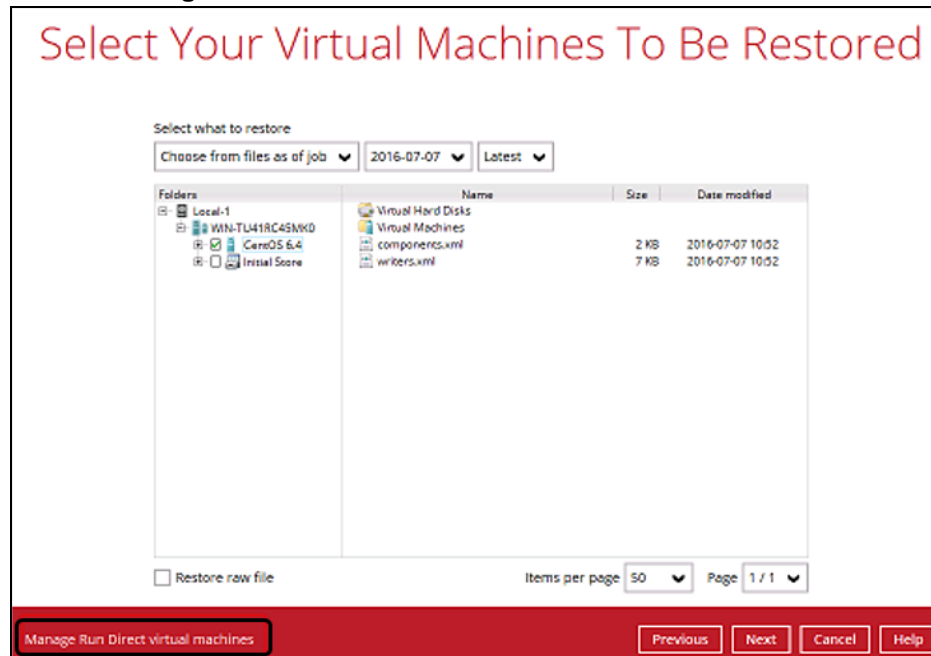 Select Your Virtual Machines To Be Restored
Select what to restore
Choose from files as of job 2016-07-07 Latest
Folders Name Size Date modified
Local-1 Virtual Hard Disks
WIN-TU41RC45MK0 Virtual Machines
CentOS 6.4 components.xml 2 KB 2016-07-07 10:52
Initial Store writers.xml 7 KB 2016-07-07 10:52
Restore raw file Items per page 50 Page 1 / 1
Manage Run Direct virtual machines Previous Next Cancel Help